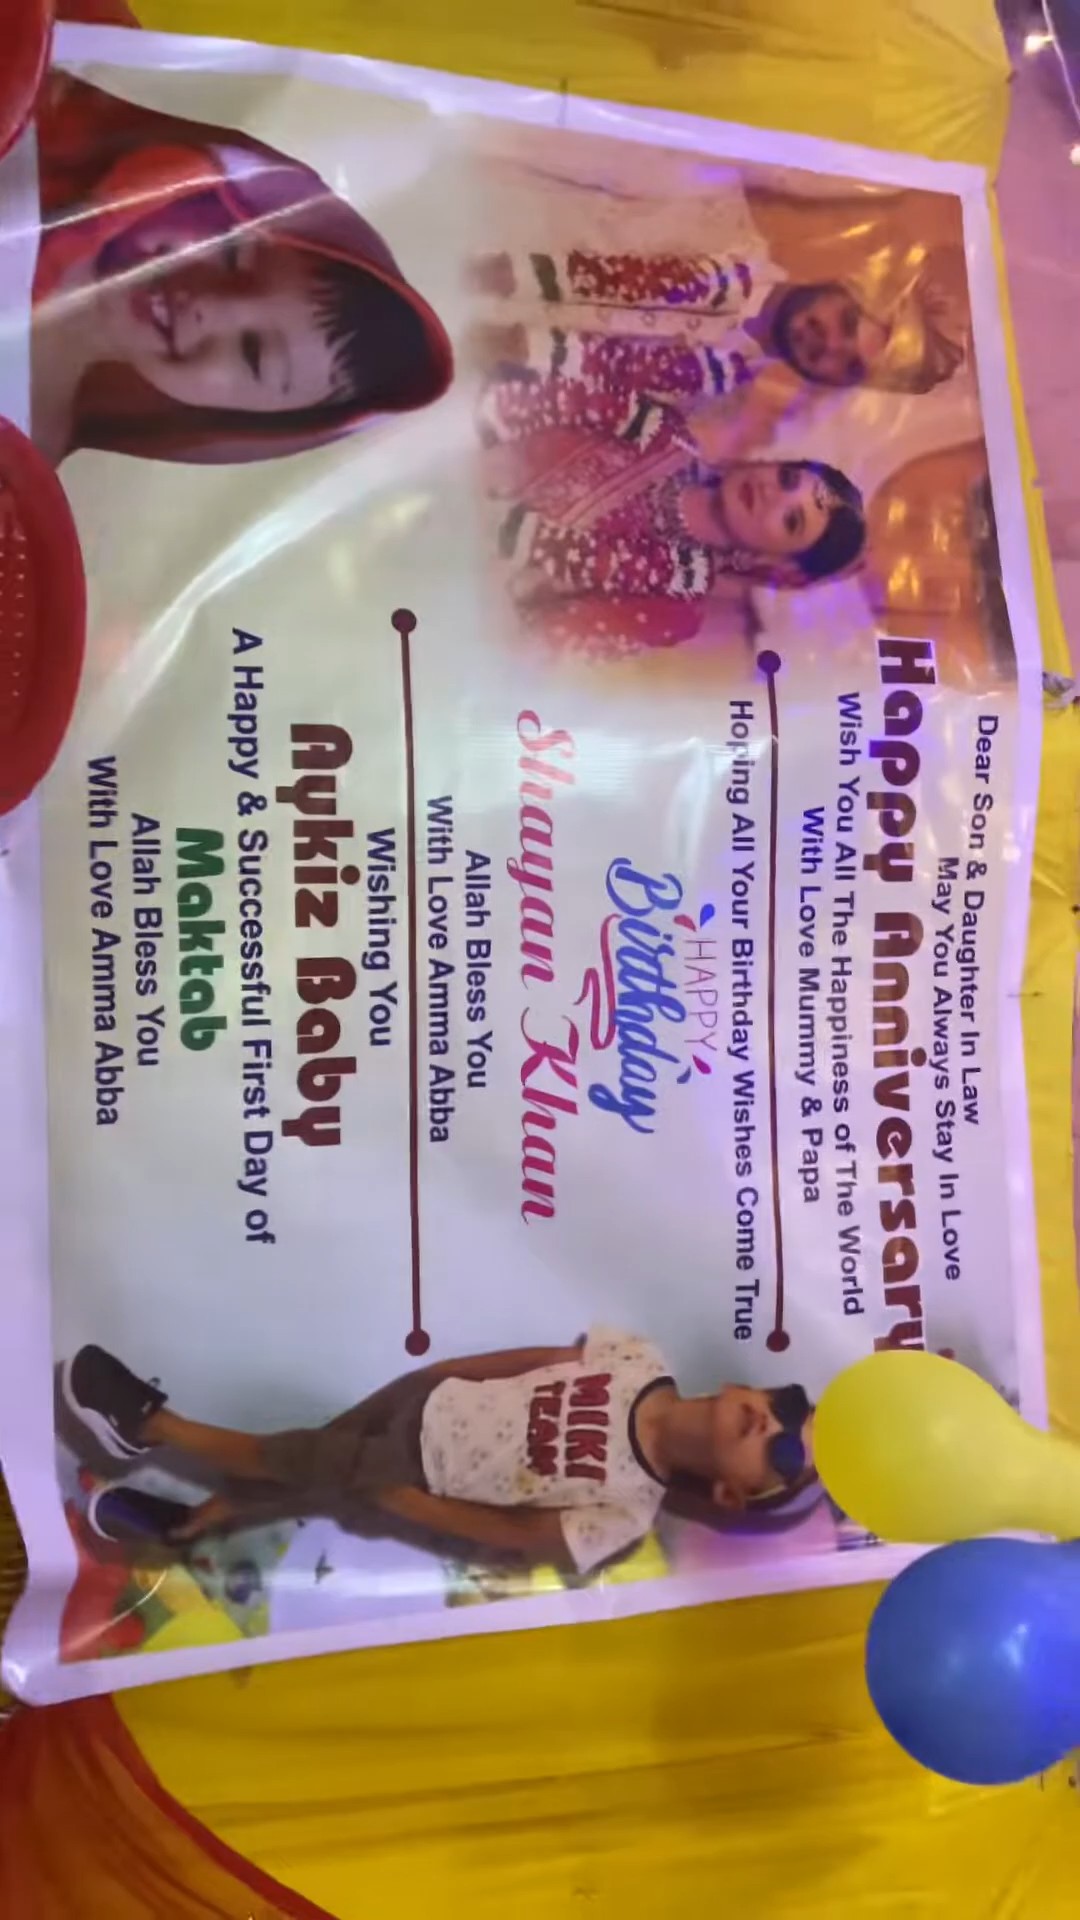 Dear Son & Daughter In Law
May You Always Stay In Love
Happy Anniversary
Wish You All The Happiness of The World
With Love Mummy & Papa
Hoping All Your Birthday Wishes Come True
HAPPY
Birthday
Shayan Khan
Allah Bless You
With Love Amma Abba
Wishing You
Aykiz Baby
A Happy & Successful First Day of
Maktab
Allah Bless You
With Love Amma Abba
MIKI
TEAM